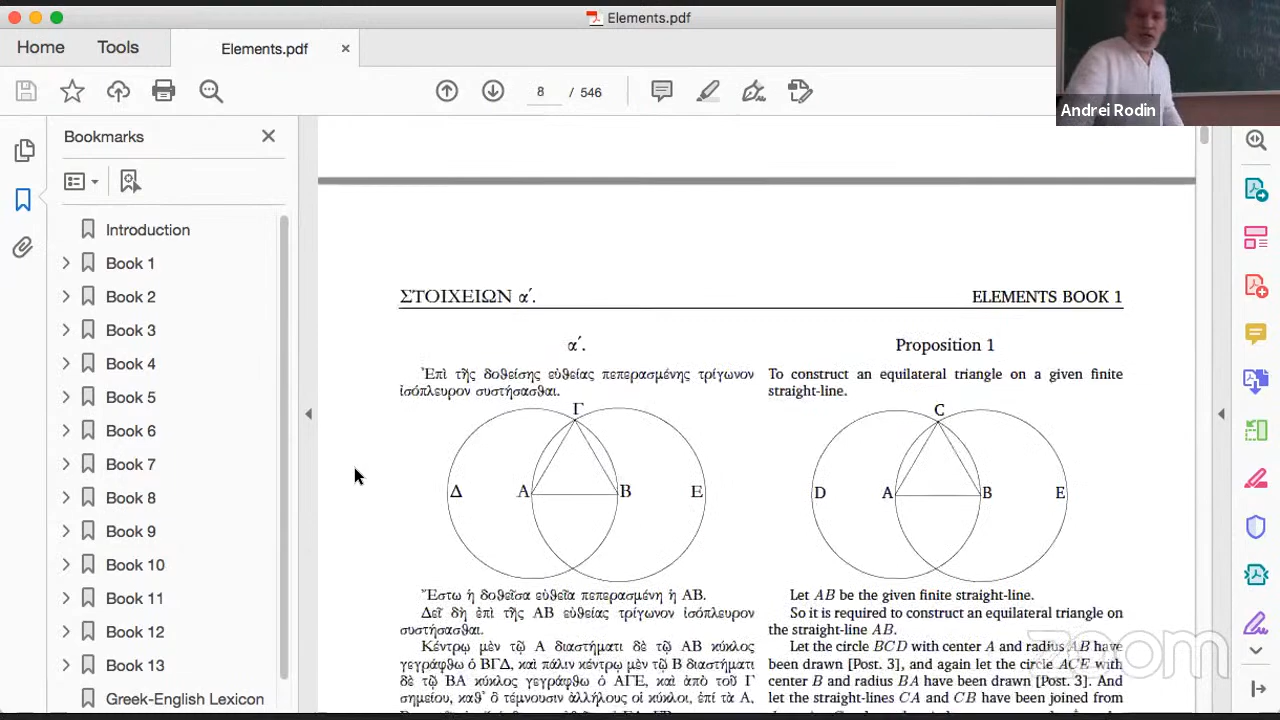 Elements.pdf
Home
Tools
Elements.pdf
8 / 546
Andrei Rodin
Bookmarks
Introduction
Book 1
Book 2
Book 3
Book 4
Book 5
Book 6
Book 7
Book 8
Book 9
Book 10
Book 11
Book 12
Book 13
Greek-English Lexicon
ΣΤΟΙΧΕΙΩΝ αʹ.
ELEMENTS BOOK 1
αʹ.
᾿Επὶ τῆς δοθείσης εὐθείας πεπερασμένης τρίγωνον
ἰσόπλευρον συστήσασθαι.
Γ
Δ
Α
Β
Ε
῎Εστω ἡ δοθεῖσα εὐθεῖα πεπερασμένη ἡ ΑΒ.
Δεῖ δὴ ἐπὶ τῆς ΑΒ εὐθείας τρίγωνον ἰσόπλευρον
συστήσασθαι.
Κέντρῳ μὲν τῷ Α διαστήματι δὲ τῷ ΑΒ κύκλος
γεγράφθω ὁ ΒΓΔ, καὶ πάλιν κέντρῳ μὲν τῷ Β διαστήματι
δὲ τῷ ΒΑ κύκλος γεγράφθω ὁ ΑΓΕ, καὶ ἀπὸ τοῦ Γ
σημείου, καθ᾿ ὃ τέμνουσιν ἀλλήλους οἱ κύκλοι, ἐπί τὰ Α,
Proposition 1
To construct an equilateral triangle on a given finite
straight-line.
C
D
A
B
E
Let AB be the given finite straight-line.
So it is required to construct an equilateral triangle on
the straight-line AB.
Let the circle BCD with center A and radius AB have
been drawn [Post. 3], and again let the circle ACE with
center B and radius BA have been drawn [Post. 3]. And
let the straight-lines CA and CB have been joined from
zoom